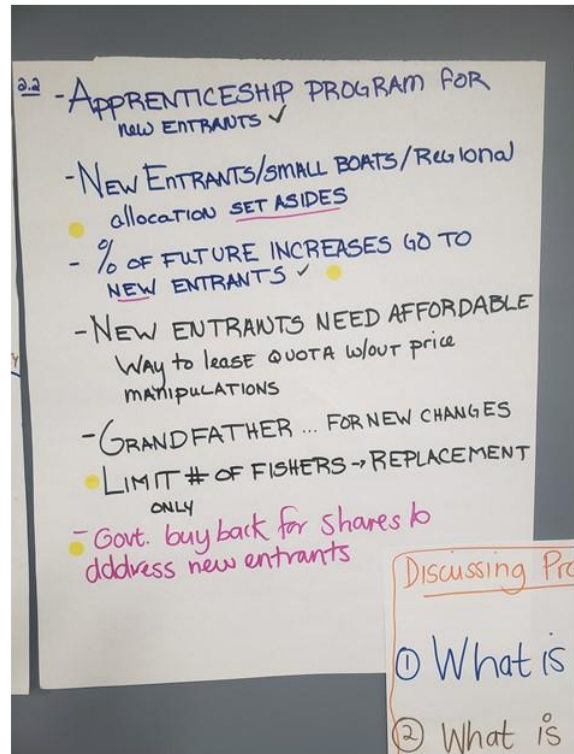 2.2 - APPRENTICESHIP PROGRAM FOR
new ENTRANTS ✓
- NEW ENTRANTS/SMALL BOATS/REGIONAL
allocation SET ASIDES
- % OF FUTURE INCREASES GO TO
NEW ENTRANTS ✓
- NEW ENTRANTS NEED AFFORDABLE
WAY to lease QUOTA w/out price
MANIPULATIONS
- GRANDFATHER ... FOR NEW CHANGES
LIMIT # OF FISHERS → REPLACEMENT
ONLY
- Govt. buy back for shares to
dddress new entrants
Discussing Pro
① What is
② What is